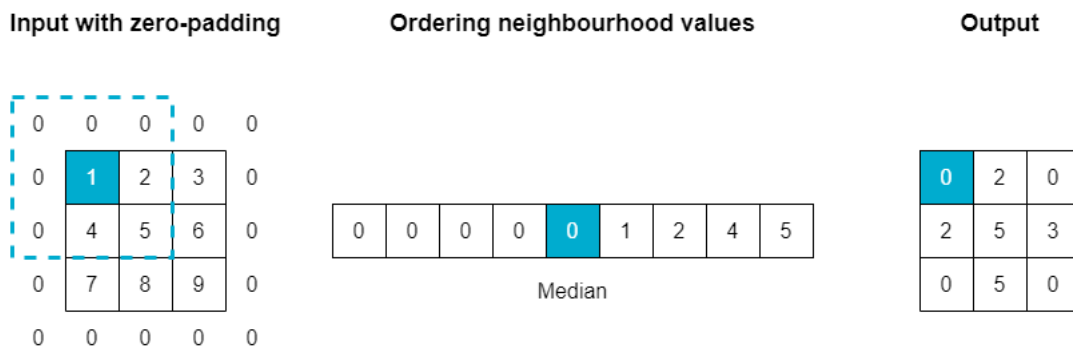 Input with zero-padding Ordering neighbourhood values Output
0 0 0 0 0
0 1 2 3 0 0 2 0
0 4 5 6 0 0 0 0 0 0 1 2 4 5 2 5 3
0 7 8 9 0 Median 0 5 0
0 0 0 0 0